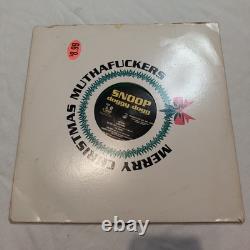 8.99
MERRY CHRISTMAS MUTHAFUCKERS
SNOOP
doggy dogg